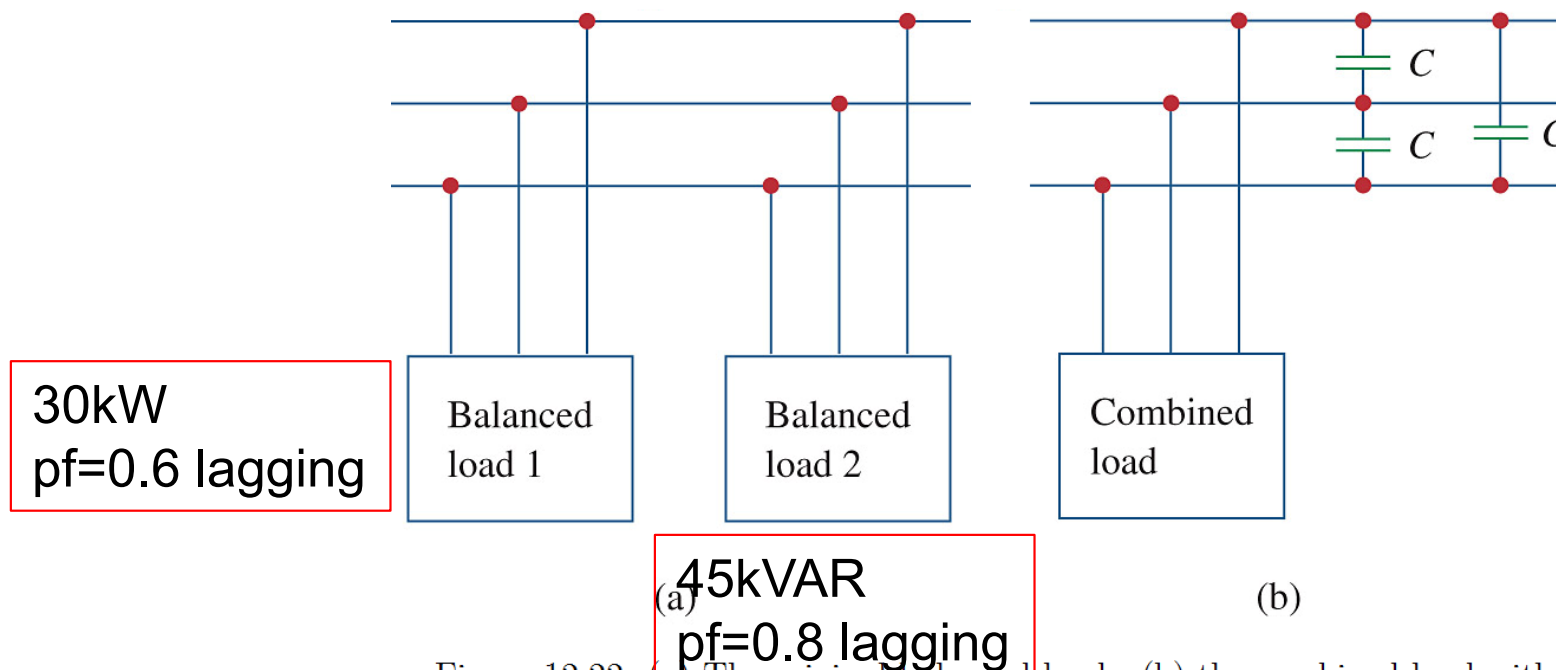 C
C
30kW
pf=0.6 lagging
Balanced
load 1
Balanced
load 2
Combined
load
45kVAR
pf=0.8 lagging
(a)
(b)